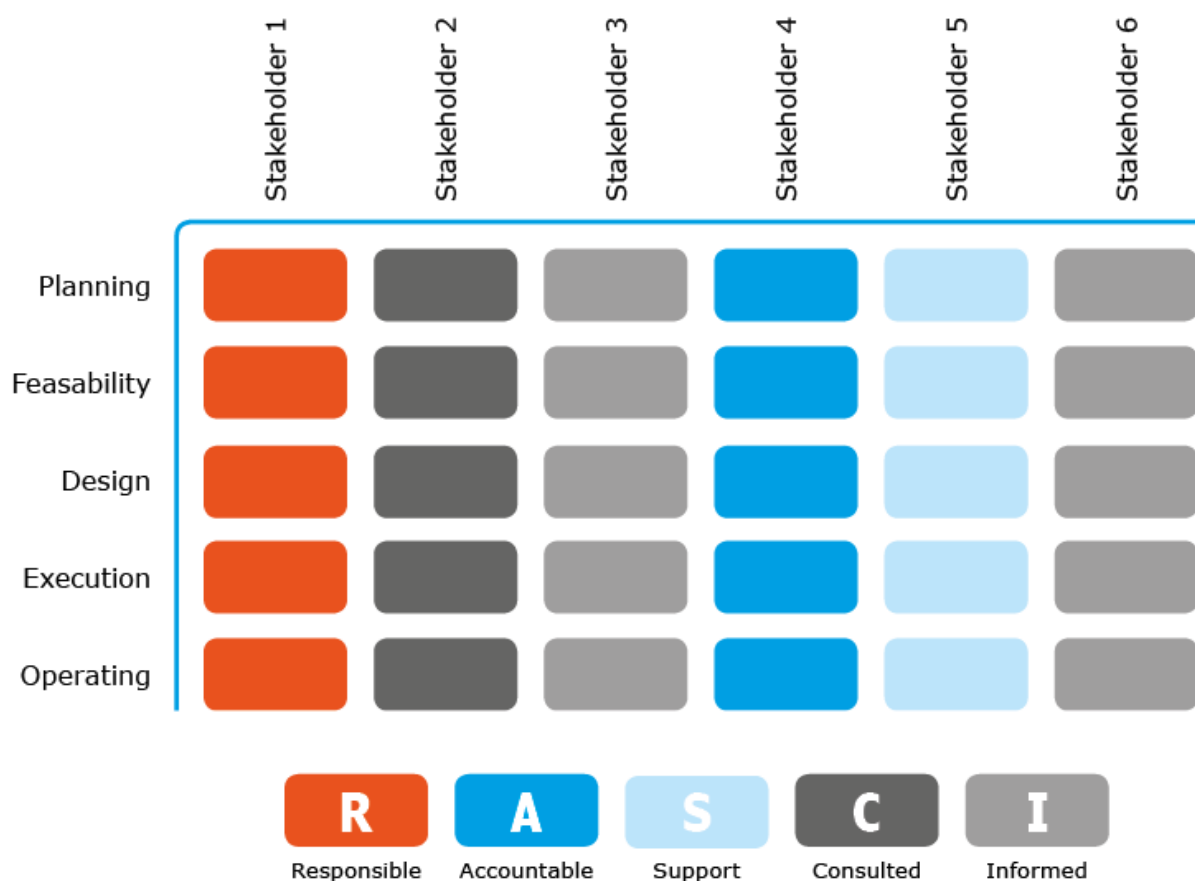 Stakeholder 1
Stakeholder 2
Stakeholder 3
Stakeholder 4
Stakeholder 5
Stakeholder 6
Planning
Feasability
Design
Execution
Operating
R
A
S
C
I
Responsible
Accountable
Support
Consulted
Informed